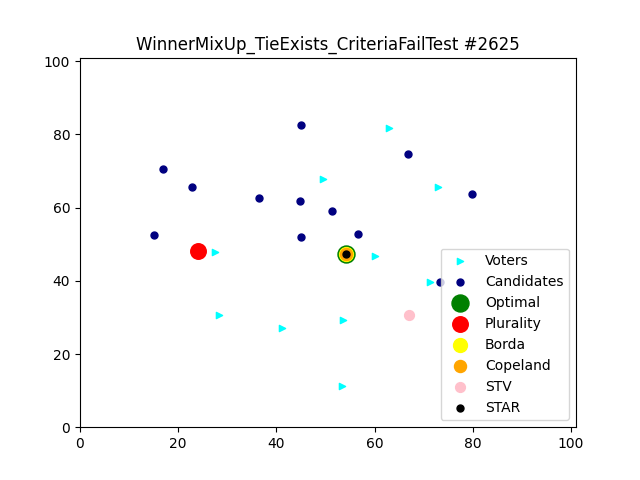 WinnerMixUp_TieExists_CriteriaFailTest #2625
100
80
60
40
20
0
0 20 40 60 80 100
Voters
Candidates
Optimal
Plurality
Borda
Copeland
STV
STAR